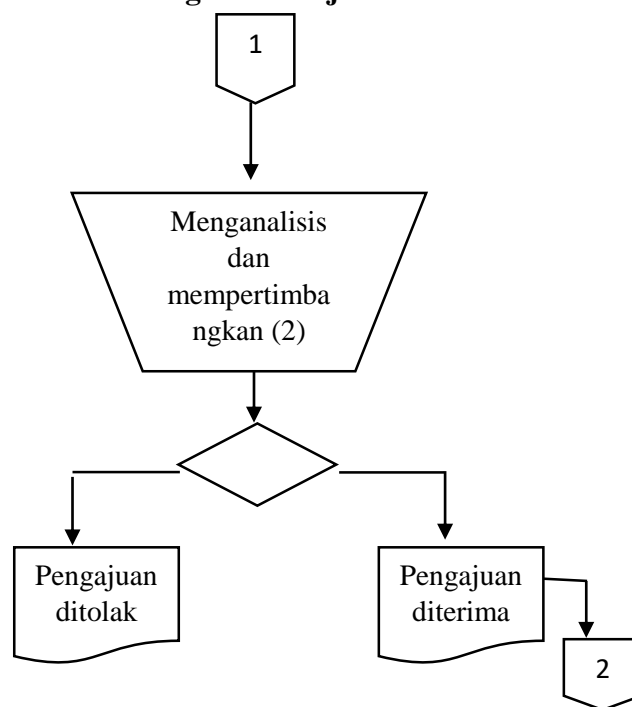 1
Menganalisis
dan
mempertimba
ngkan (2)
Pengajuan
ditolak
Pengajuan
diterima
2